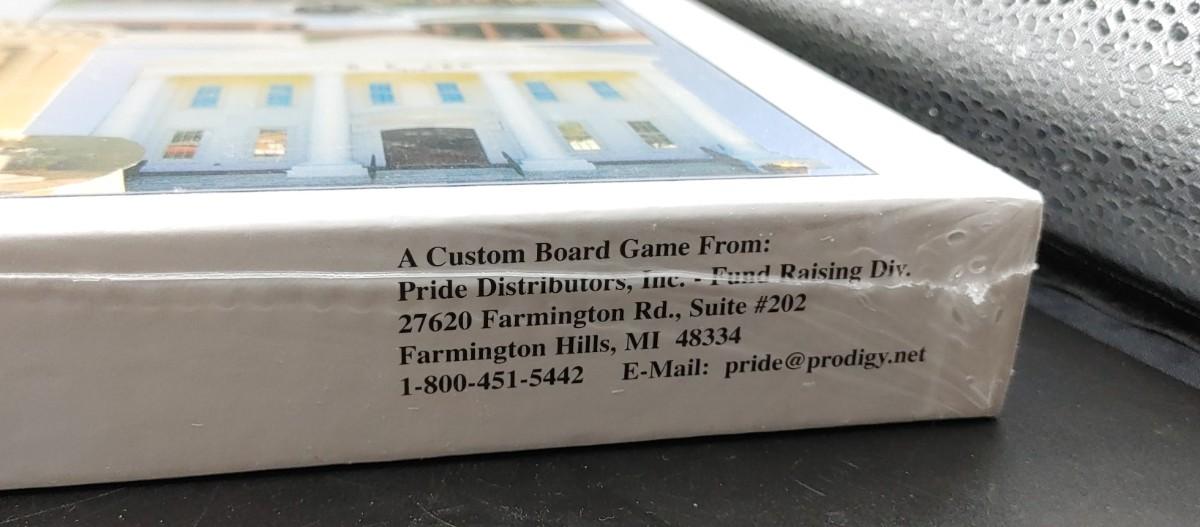 A Custom Board Game From:
Pride Distributors, Inc. - Fund Raising Div.
27620 Farmington Rd., Suite #202
Farmington Hills, MI 48334
1-800-451-5442 E-Mail: pride@prodigy.net